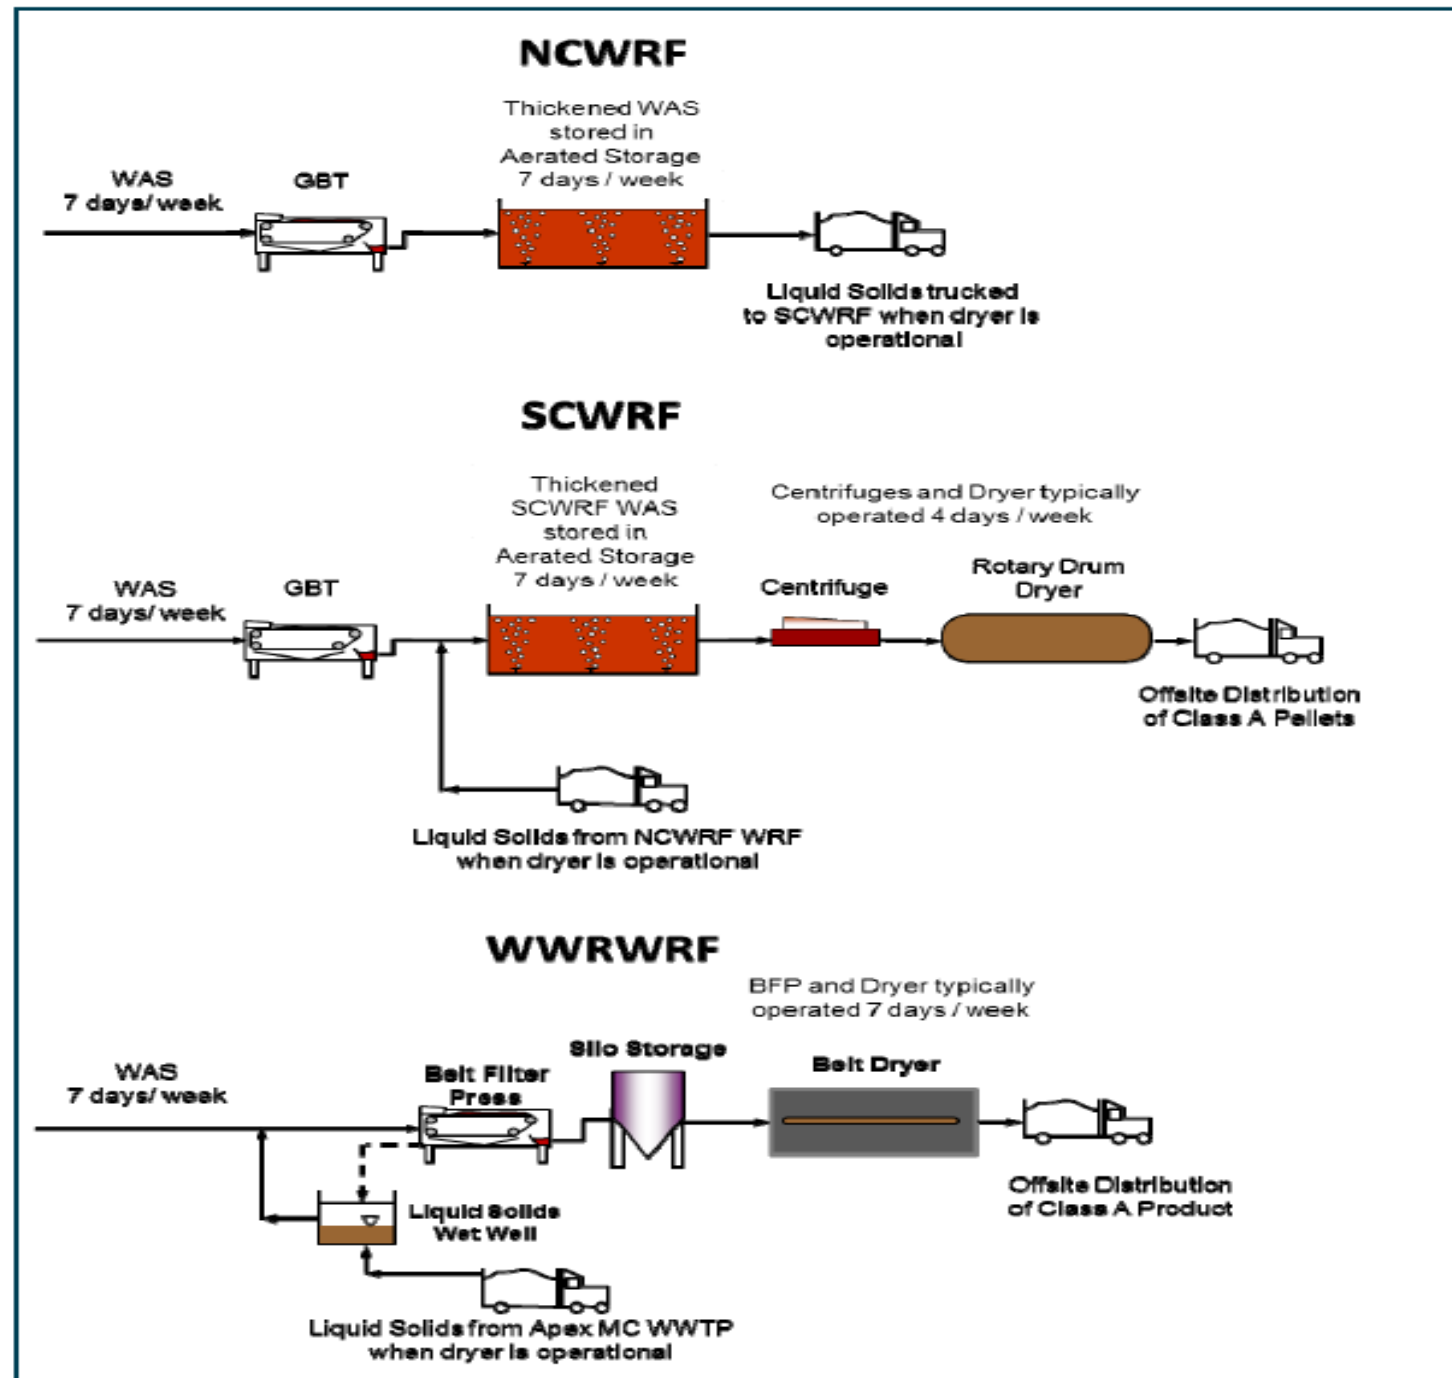 NCWRF
Thickened WAS
stored in
Aerated Storage
7 days / week
WAS
7 days/ week
GBT
Liquid Solids trucked
to SCWRF when dryer is
operational
SCWRF
Thickened
SCWRF WAS
stored in
Aerated Storage
7 days / week
Centrifuges and Dryer typically
operated 4 days / week
WAS
7 days/ week
GBT
Centrifuge
Rotary Drum
Dryer
Offsite Distribution
of Class A Pellets
Liquid Solids from NCWRF WRF
when dryer is operational
WWRWRF
BFP and Dryer typically
operated 7 days / week
WAS
7 days/ week
Belt Filter
Press
Silo Storage
Belt Dryer
Offsite Distribution
of Class A Product
Liquid Solids
Wet Well
Liquid Solids from Apex MC WWTP
when dryer is operational